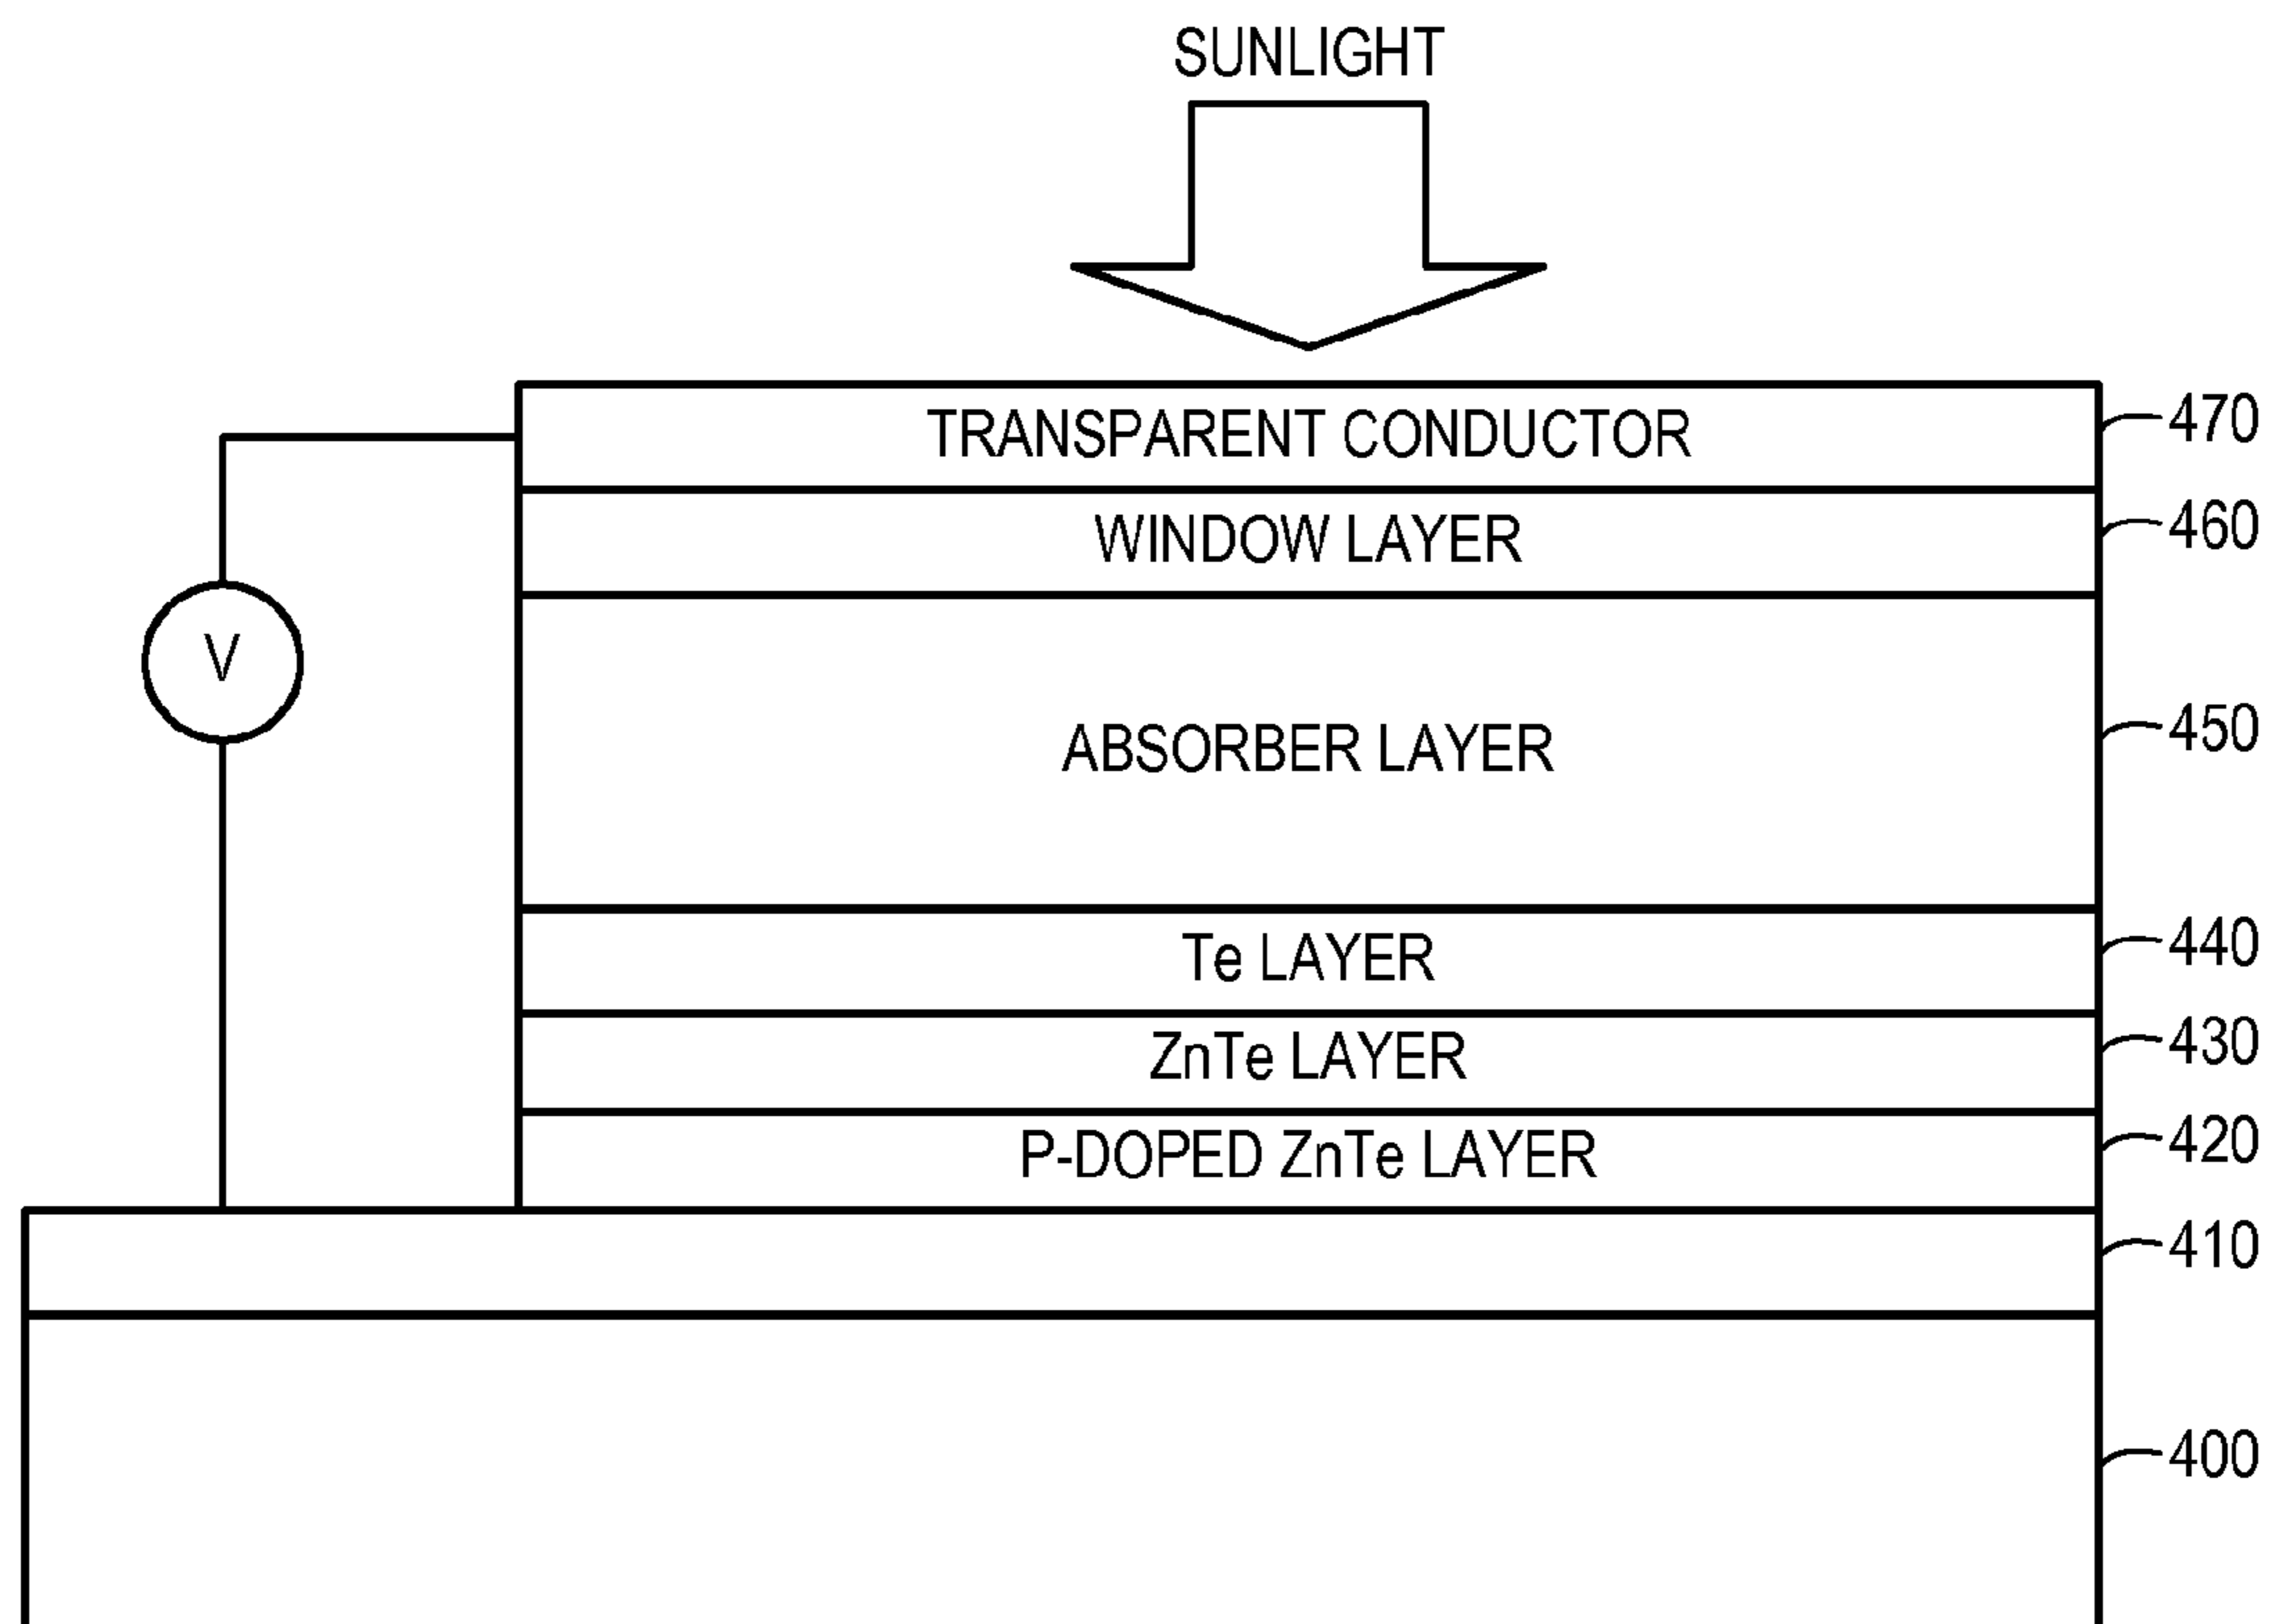 SUNLIGHT
TRANSPARENT CONDUCTOR
470
WINDOW LAYER
460
V
ABSORBER LAYER
450
Te LAYER
440
ZnTe LAYER
430
P-DOPED ZnTe LAYER
420
410
400